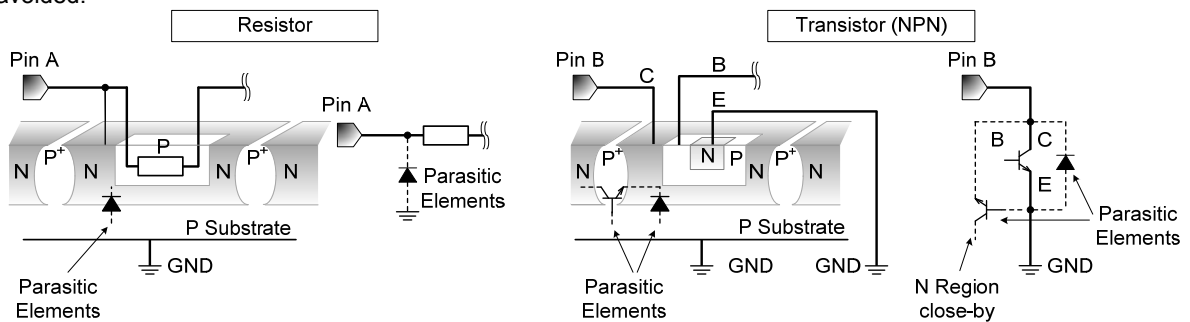 avoided.
Resistor
Transistor (NPN)
Pin A
Pin A
N
P+
N
P
N
P+
N
Parasitic
Elements
P Substrate
GND
Parasitic
Elements
Pin B
C
B
E
N
P+
N
N
P
N
P+
N
P Substrate
GND
GND
Parasitic
Elements
Pin B
B
C
E
Parasitic
Elements
GND
N Region
close-by